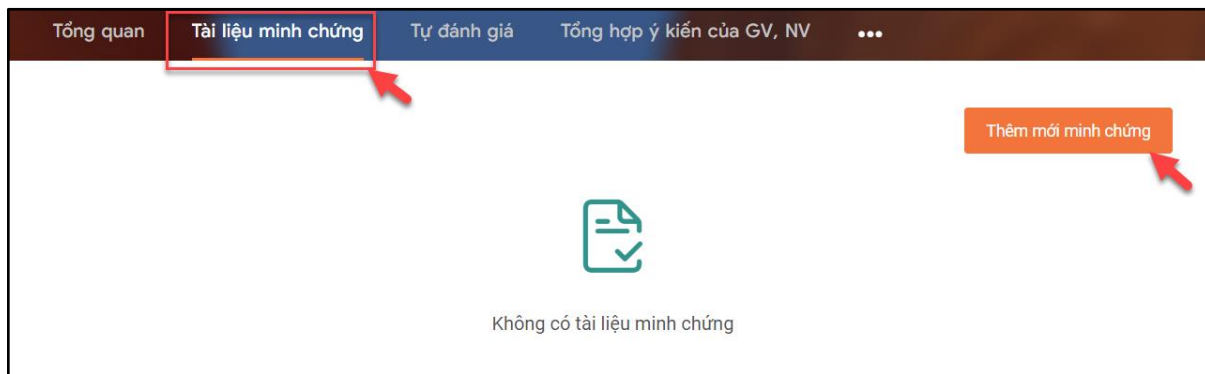 Tổng quan Tài liệu minh chứng Tự đánh giá Tổng hợp ý kiến của GV, NV •••
Thêm mới minh chứng
Không có tài liệu minh chứng